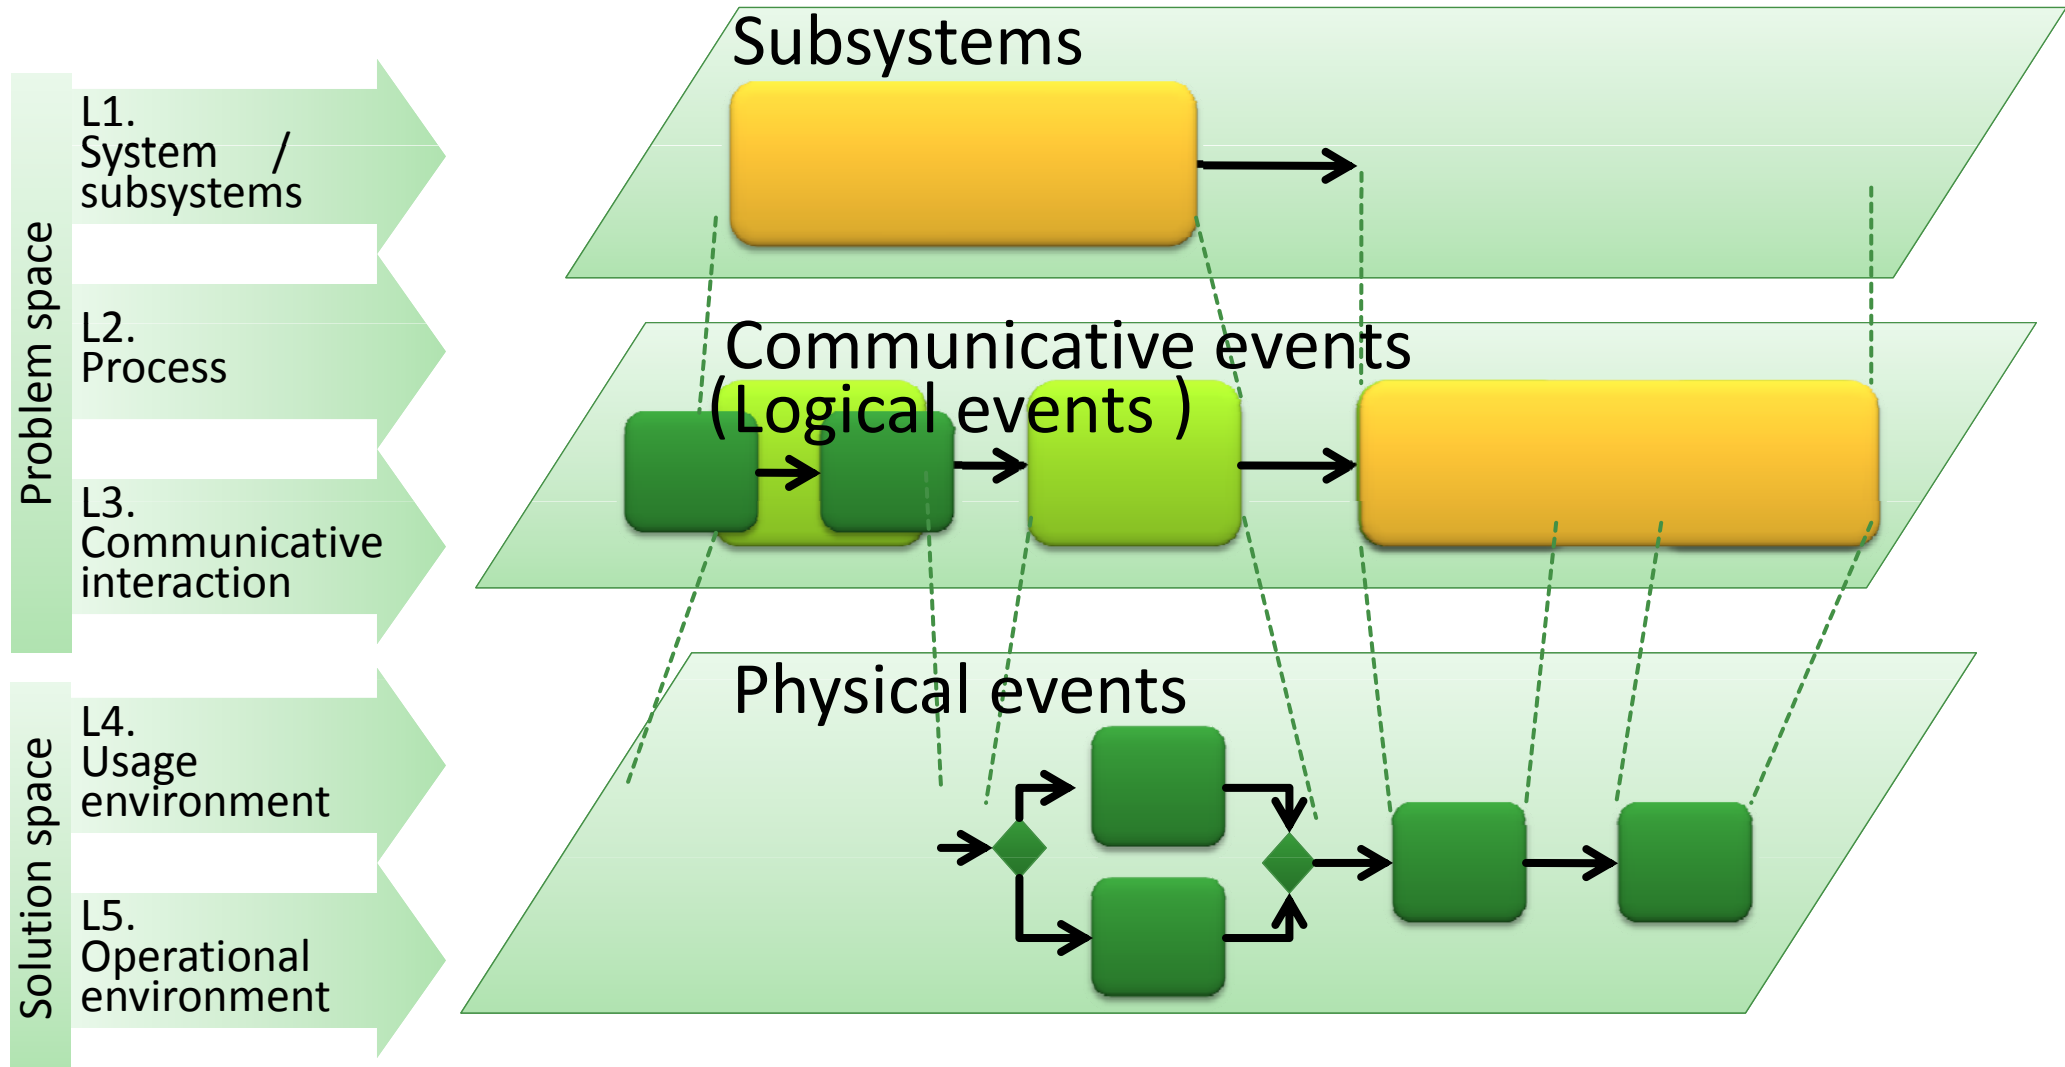 Subsystems
Problem space
L1.
System /
subsystems
L2.
Process
L3.
Communicative
interaction
Communicative events
(Logical events )
Solution space
L4.
Usage
environment
L5.
Operational
environment
Physical events